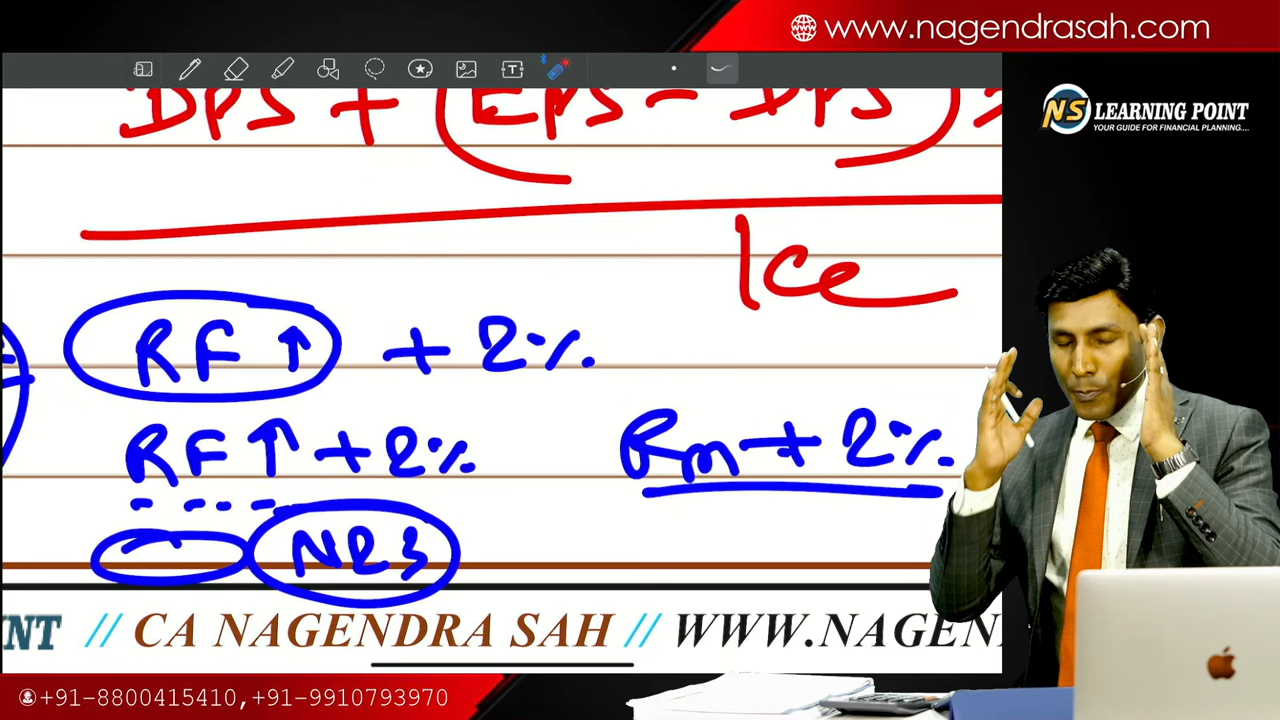 www.nagendrasah.com
NS LEARNING POINT
YOUR GUIDE FOR FINANCIAL PLANNING....
DPS + (EPS - DPS)
Ke
RF ↑ + 2%
RF ↑ + 2%
Rm + 2%
INT // CA NAGENDRA SAH // WWW.NAGEN
+91-8800415410,+91-9910793970